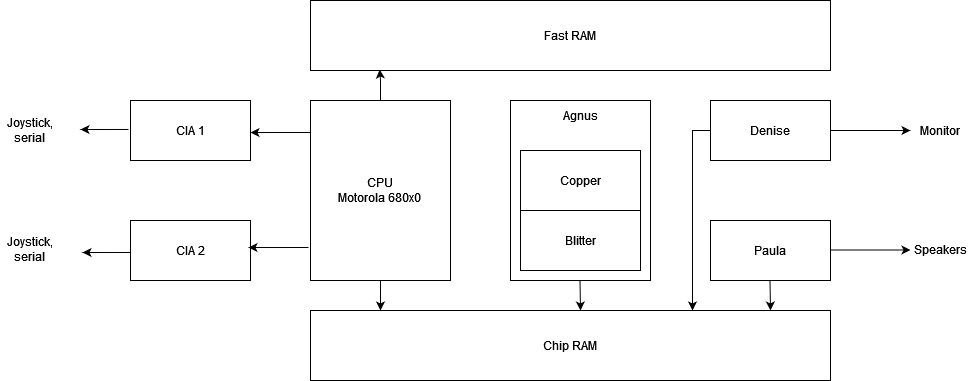 Fast RAM
Joystick,
serial
CIA 1
CPU
Motorola 680x0
Agnus
Copper
Blitter
Denise
Monitor
Joystick,
serial
CIA 2
Paula
Speakers
Chip RAM